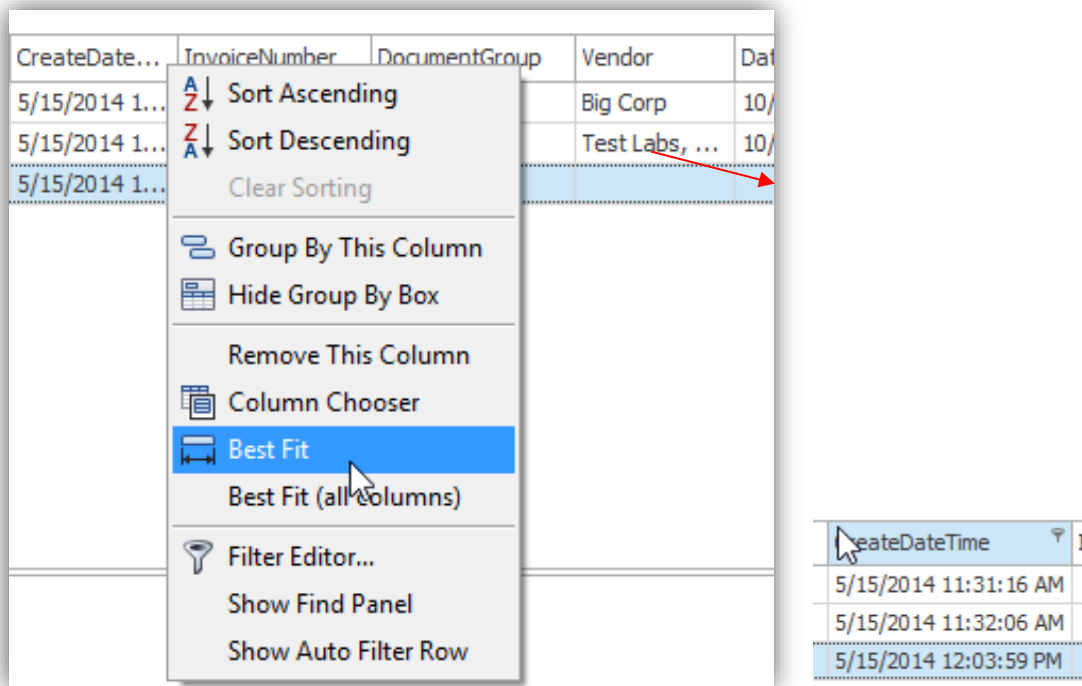 CreateDate... InvoiceNumber DocumentGroup Vendor Dat
5/15/2014 1... Big Corp 10/
5/15/2014 1... Test Labs, ... 10/
5/15/2014 1...
Sort Ascending
Sort Descending
Clear Sorting
Group By This Column
Hide Group By Box
Remove This Column
Column Chooser
Best Fit
Best Fit (all columns)
Filter Editor...
Show Find Panel
Show Auto Filter Row
CreateDateTime
5/15/2014 11:31:16 AM
5/15/2014 11:32:06 AM
5/15/2014 12:03:59 PM